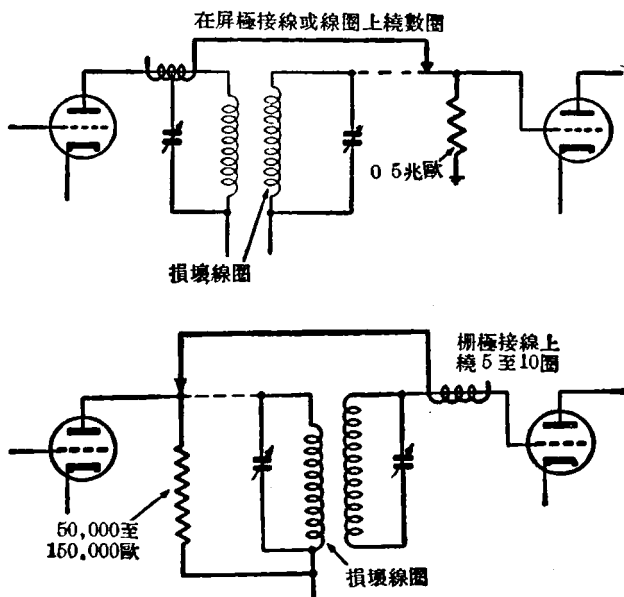 在屏極接線或線圈上繞數圈
0 5兆歐
損壞線圈
柵極接線上
繞5至10圈
50,000至
150,000歐
損壞線圈